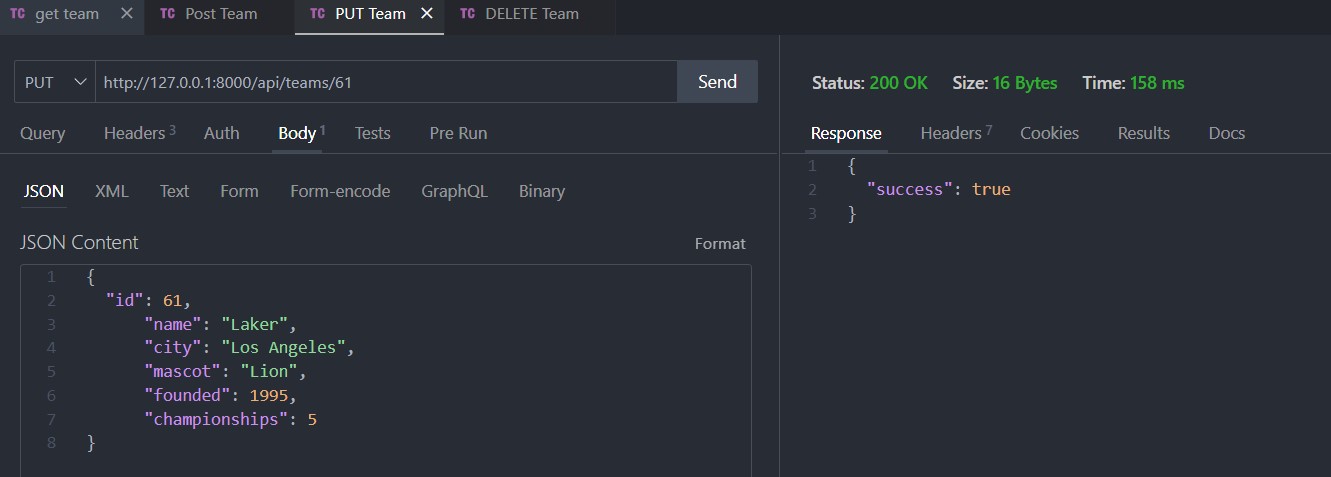 TC get team × TC Post Team TC PUT Team × TC DELETE Team
PUT http://127.0.0.1:8000/api/teams/61 Send
Query Headers 3 Auth Body 1 Tests Pre Run
JSON XML Text Form Form-encode GraphQL Binary
JSON Content Format
1 {
2 "id": 61,
3 "name": "Laker",
4 "city": "Los Angeles",
5 "mascot": "Lion",
6 "founded": 1995,
7 "championships": 5
8 }
Status: 200 OK Size: 16 Bytes Time: 158 ms
Response Headers 7 Cookies Results Docs
1 {
2 "success": true
3 }